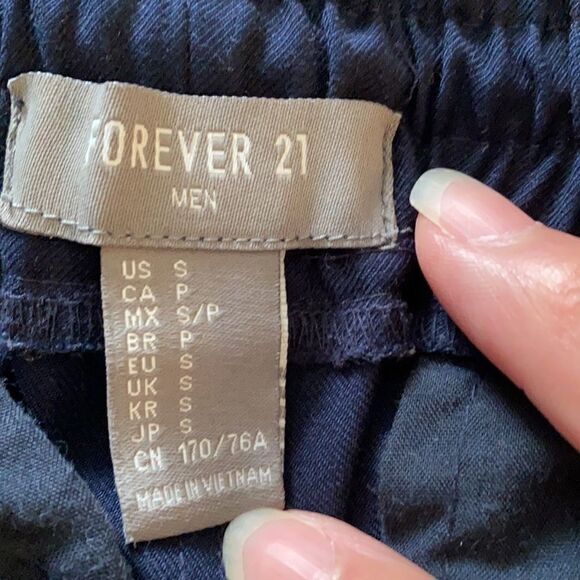 FOREVER 21
MEN
US S
CA P
MX S/P
BR P
EU S
UK S
KR S
JP S
CN 170/76A
MADE IN VIETNAM